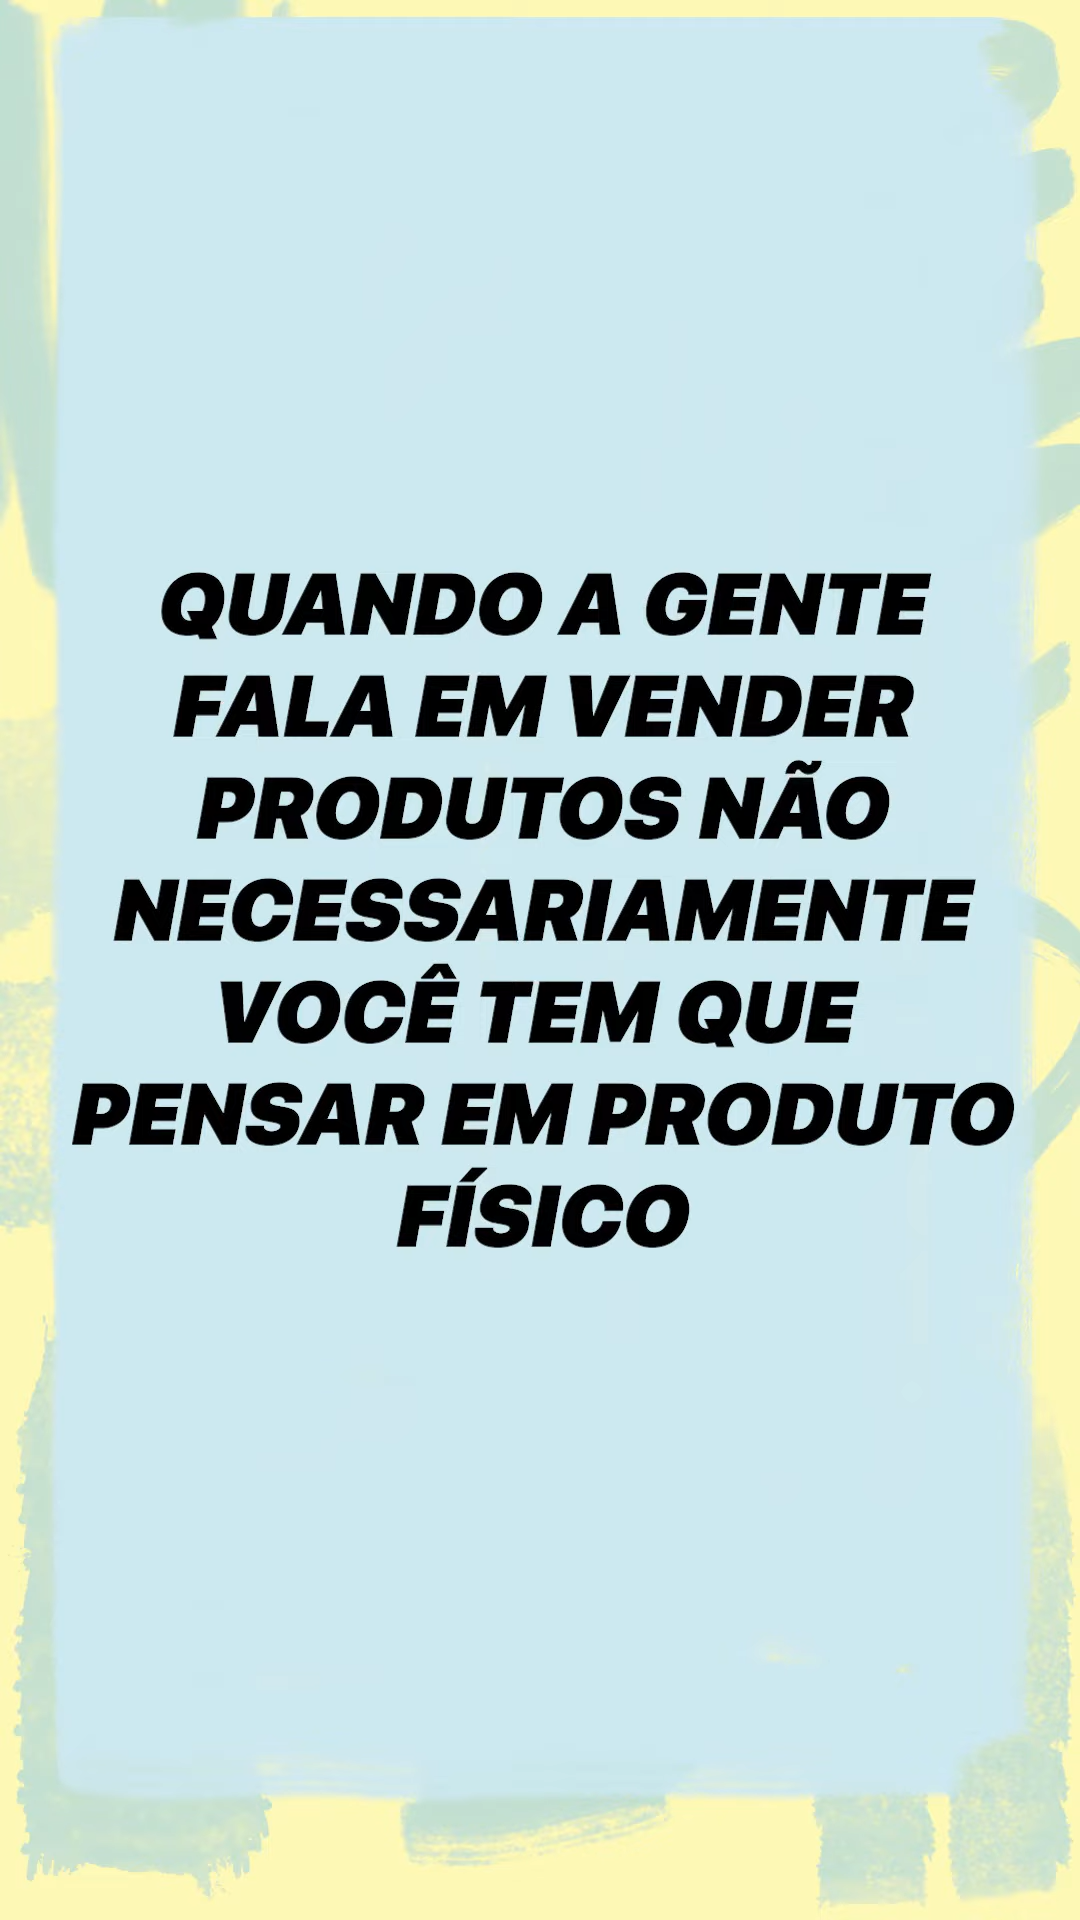 QUANDO A GENTE
FALA EM VENDER
PRODUTOS NÃO
NECESSARIAMENTE
VOCÊ TEM QUE
PENSAR EM PRODUTO
FÍSICO